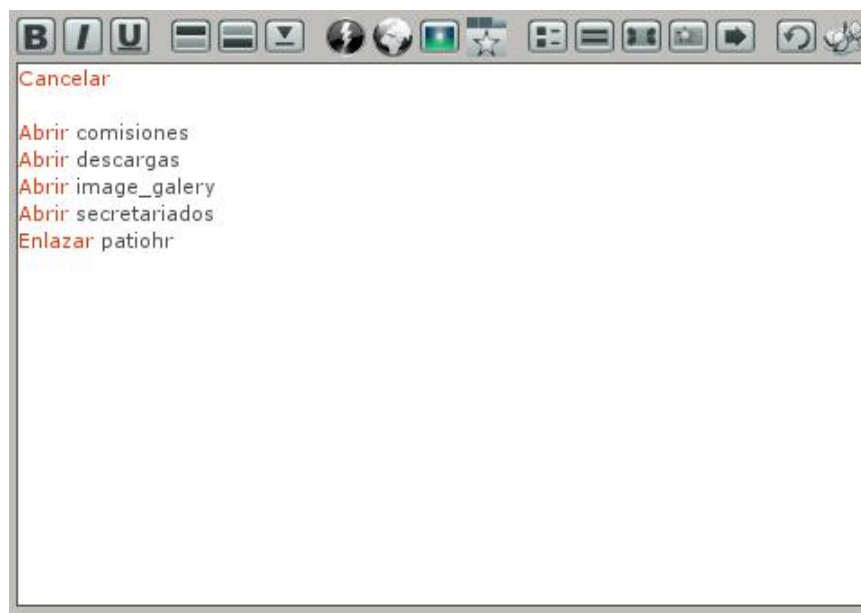 B I U
Cancelar
Abrir comisiones
Abrir descargas
Abrir image_galery
Abrir secretariados
Enlazar patiohr